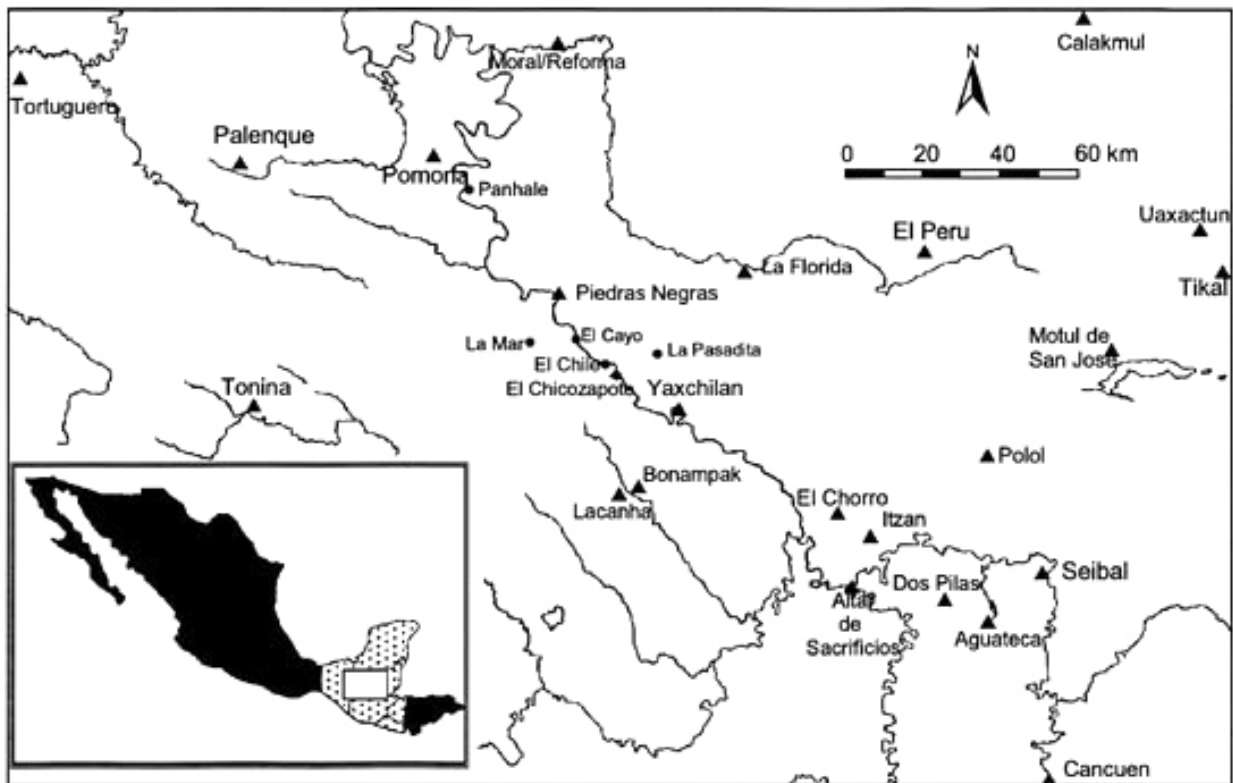 Calakmul
Moral/Reforma
N
Tortuguero
Palenque
0 20 40 60 km
Pomona
Panhale
Uaxactun
El Peru
La Florida
Tikal
Piedras Negras
Motul de
San José
La Mar
El Cayo
La Pasadita
El Chile
El Chicozapote
Tonina
Yaxchilan
Polol
Bonampak
Lacanha
El Chorro
Itzan
Seibal
Dos Pilas
Altar
de
Sacrificios
Aguateca
Cancuen